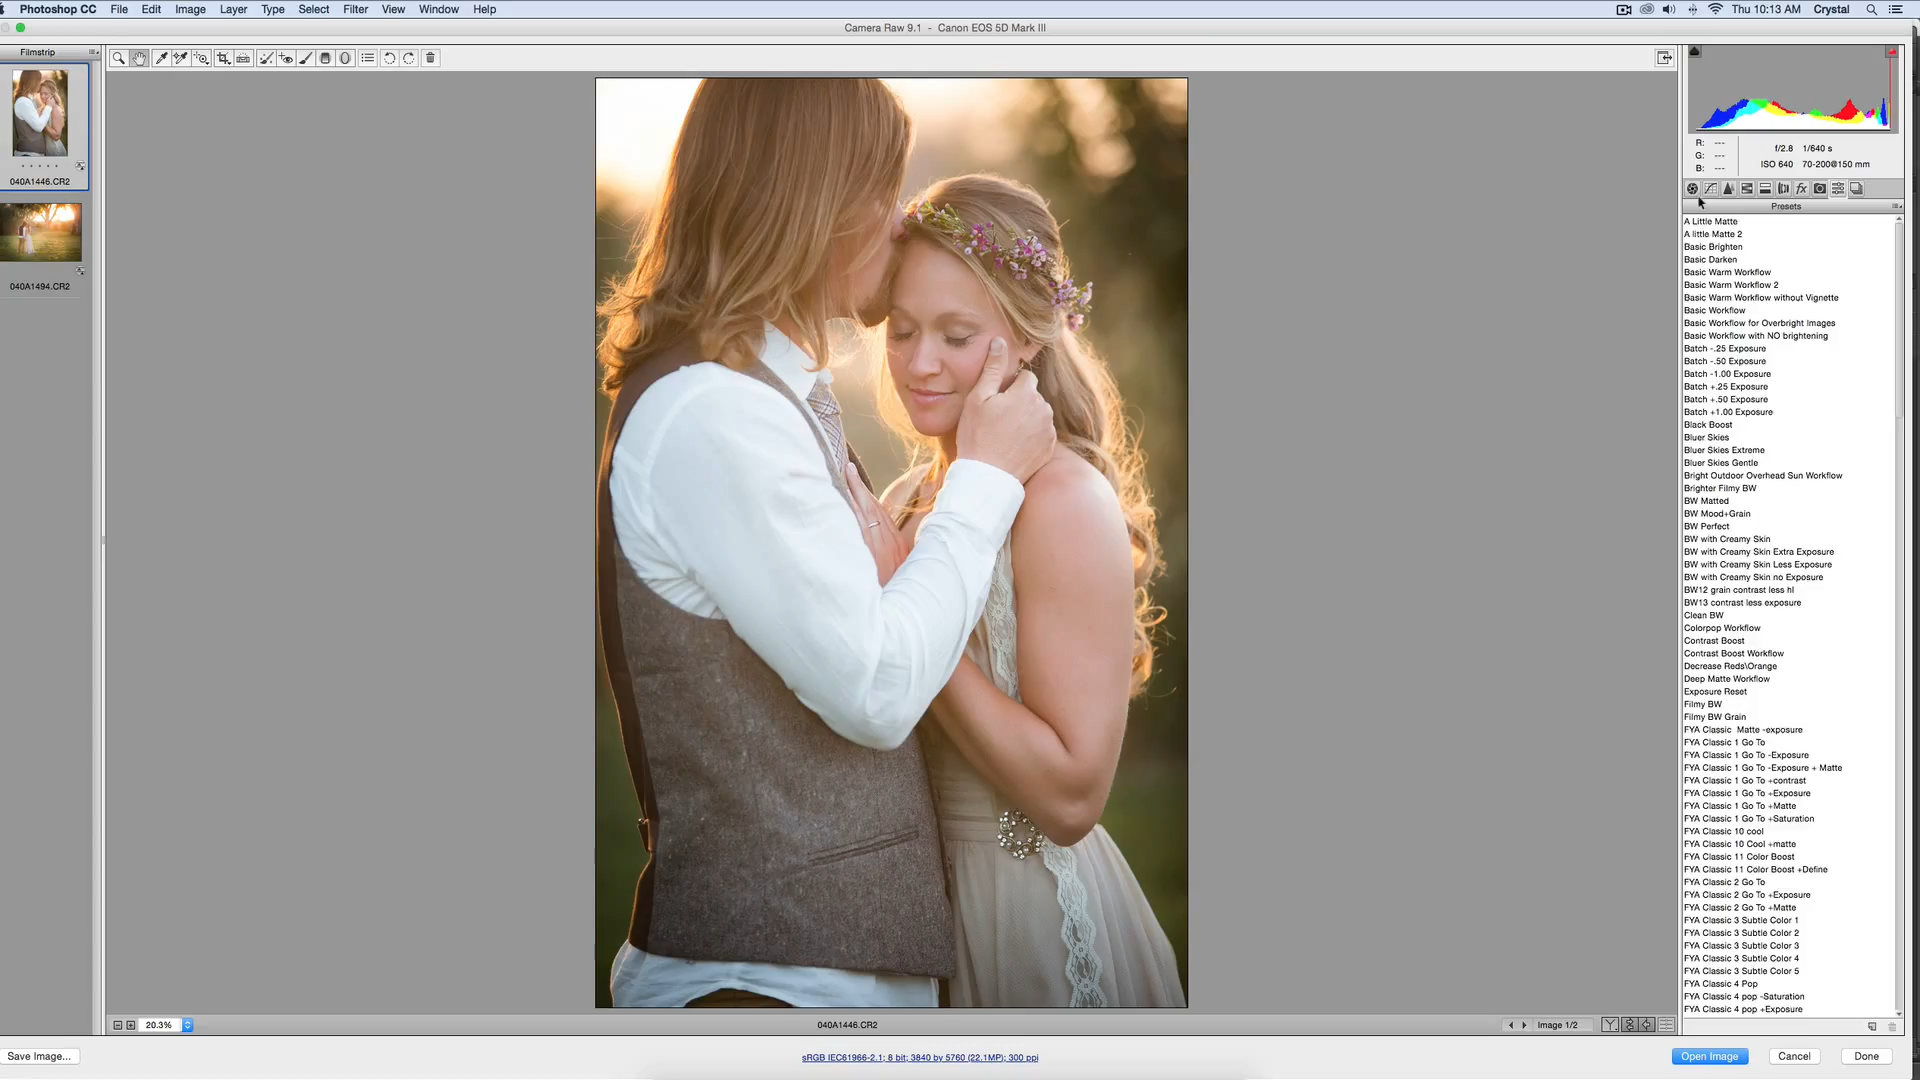 Photoshop CC File Edit Image Layer Type Select Filter View Window Help Thu 10:13 AM Crystal
Camera Raw 9.1 - Canon EOS 5D Mark III
Filmstrip
040A1446.CR2
040A1494.CR2
R: ---
G: ---
B: ---
f/2.8 1/640 s
ISO 640 70-200@150 mm
fx
Presets
A Little Matte
A little Matte 2
Basic Brighten
Basic Darken
Basic Warm Workflow
Basic Warm Workflow 2
Basic Warm Workflow without Vignette
Basic Workflow
Basic Workflow for Overbright Images
Basic Workflow with NO brightening
Batch -.25 Exposure
Batch -.50 Exposure
Batch -1.00 Exposure
Batch +.25 Exposure
Batch +.50 Exposure
Batch +1.00 Exposure
Black Boost
Bluer Skies
Bluer Skies Extreme
Bluer Skies Gentle
Bright Outdoor Overhead Sun Workflow
Brighter Filmy BW
BW Matted
BW Mood+Grain
BW Perfect
BW with Creamy Skin
BW with Creamy Skin Extra Exposure
BW with Creamy Skin Less Exposure
BW with Creamy Skin no Exposure
BW12 grain contrast less hl
BW13 contrast less exposure
Clean BW
Colorpop Workflow
Contrast Boost
Contrast Boost Workflow
Decrease Reds\Orange
Deep Matte Workflow
Exposure Reset
Filmy BW
Filmy BW Grain
FYA Classic  Matte -exposure
FYA Classic 1 Go To
FYA Classic 1 Go To -Exposure
FYA Classic 1 Go To -Exposure + Matte
FYA Classic 1 Go To +contrast
FYA Classic 1 Go To +Exposure
FYA Classic 1 Go To +Matte
FYA Classic 1 Go To +Saturation
FYA Classic 10 cool
FYA Classic 10 Cool +matte
FYA Classic 11 Color Boost
FYA Classic 11 Color Boost +Define
FYA Classic 2 Go To
FYA Classic 2 Go To +Exposure
FYA Classic 2 Go To +Matte
FYA Classic 3 Subtle Color 1
FYA Classic 3 Subtle Color 2
FYA Classic 3 Subtle Color 3
FYA Classic 3 Subtle Color 4
FYA Classic 3 Subtle Color 5
FYA Classic 4 Pop
FYA Classic 4 pop -Saturation
FYA Classic 4 pop +Exposure
20.3% 040A1446.CR2 Image 1/2 Y
Save Image... sRGB IEC61966-2.1; 8 bit; 3840 by 5760 (22.1MP); 300 ppi Open Image Cancel Done